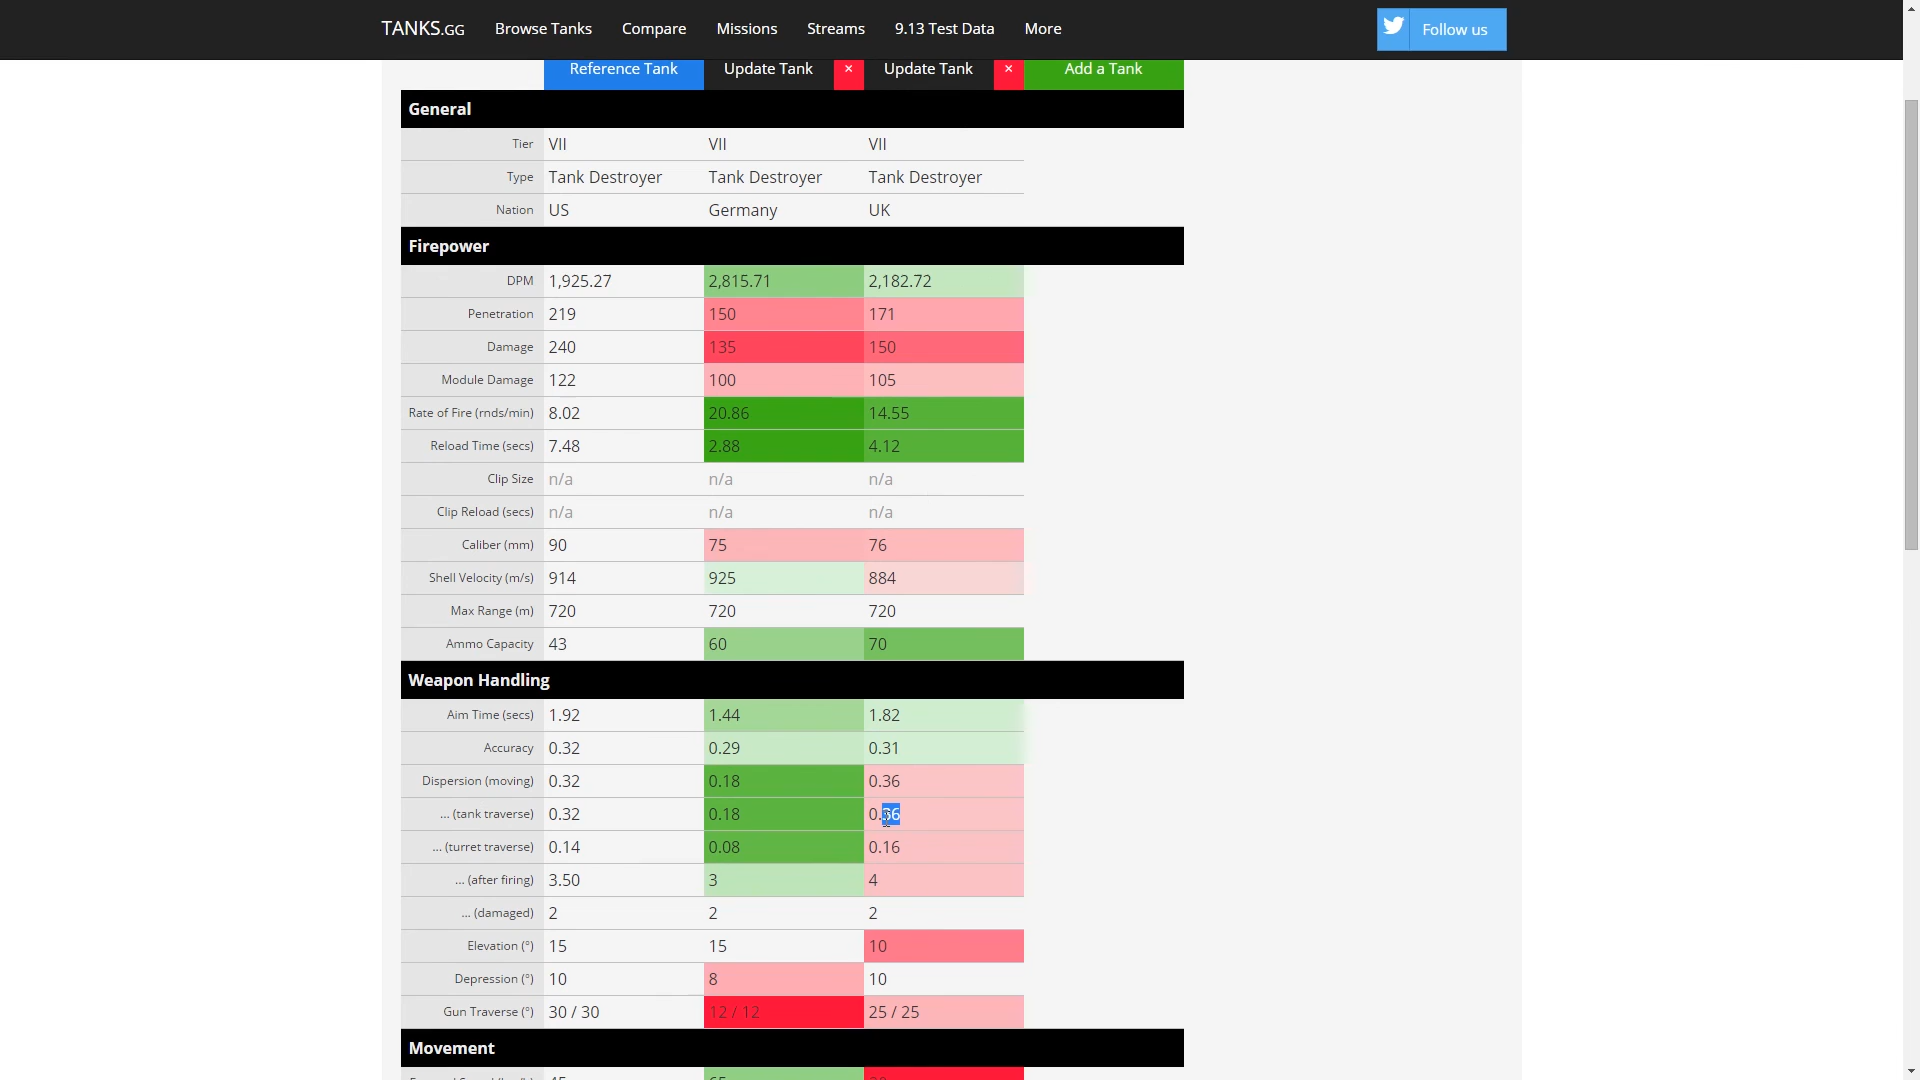 TANKS.GG Browse Tanks Compare Missions Streams 9.13 Test Data More Follow us
Reference Tank Update Tank × Update Tank × Add a Tank
General
Tier VII VII VII
Type Tank Destroyer Tank Destroyer Tank Destroyer
Nation US Germany UK
Firepower
DPM 1,925.27 2,815.71 2,182.72
Penetration 219 150 171
Damage 240 135 150
Module Damage 122 100 105
Rate of Fire (rnds/min) 8.02 20.86 14.55
Reload Time (secs) 7.48 2.88 4.12
Clip Size n/a n/a n/a
Clip Reload (secs) n/a n/a n/a
Caliber (mm) 90 75 76
Shell Velocity (m/s) 914 925 884
Max Range (m) 720 720 720
Ammo Capacity 43 60 70
Weapon Handling
Aim Time (secs) 1.92 1.44 1.82
Accuracy 0.32 0.29 0.31
Dispersion (moving) 0.32 0.18 0.36
... (tank traverse) 0.32 0.18 0.36
... (turret traverse) 0.14 0.08 0.16
... (after firing) 3.50 3 4
... (damaged) 2 2 2
Elevation (°) 15 15 10
Depression (°) 10 8 10
Gun Traverse (°) 30 / 30 12 / 12 25 / 25
Movement